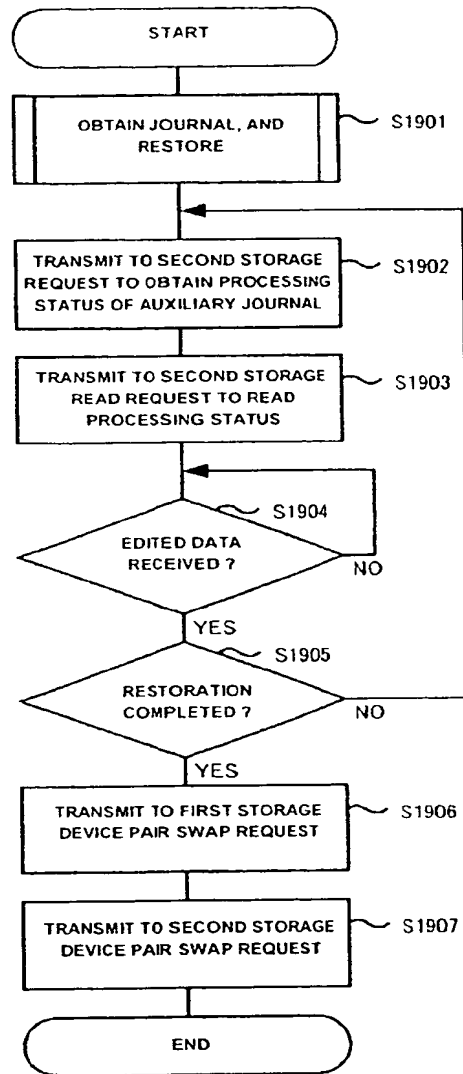 START
OBTAIN JOURNAL, AND
RESTORE
S1901
TRANSMIT TO SECOND STORAGE
REQUEST TO OBTAIN PROCESSING
STATUS OF AUXILIARY JOURNAL
S1902
TRANSMIT TO SECOND STORAGE
READ REQUEST TO READ
PROCESSING STATUS
S1903
S1904
EDITED DATA
RECEIVED ?
NO
YES
S1905
RESTORATION
COMPLETED ?
NO
YES
TRANSMIT TO FIRST STORAGE
DEVICE PAIR SWAP REQUEST
S1906
TRANSMIT TO SECOND STORAGE
DEVICE PAIR SWAP REQUEST
S1907
END